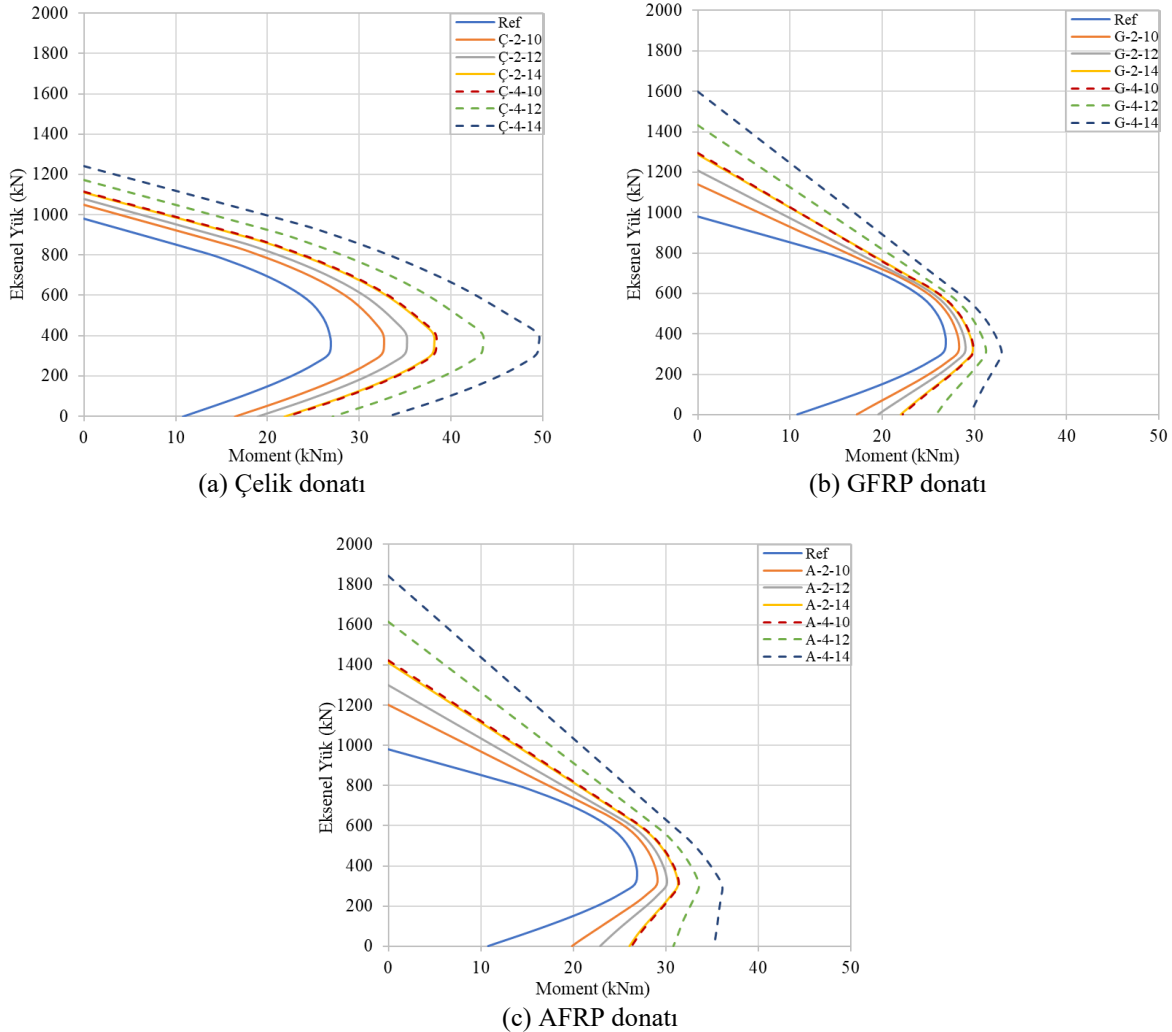 2000
1800
1600
1400
1200
1000
800
600
400
200
0
Eksenel Yük (kN)
0 10 20 30 40 50
Moment (kNm)
Ref
Ç-2-10
Ç-2-12
Ç-2-14
Ç-4-10
Ç-4-12
Ç-4-14
(a) Çelik donatı
2000
1800
1600
1400
1200
1000
800
600
400
200
0
Eksenel Yük (kN)
0 10 20 30 40 50
Moment (kNm)
Ref
G-2-10
G-2-12
G-2-14
G-4-10
G-4-12
G-4-14
(b) GFRP donatı
2000
1800
1600
1400
1200
1000
800
600
400
200
0
Eksenel Yük (kN)
0 10 20 30 40 50
Moment (kNm)
Ref
A-2-10
A-2-12
A-2-14
A-4-10
A-4-12
A-4-14
(c) AFRP donatı